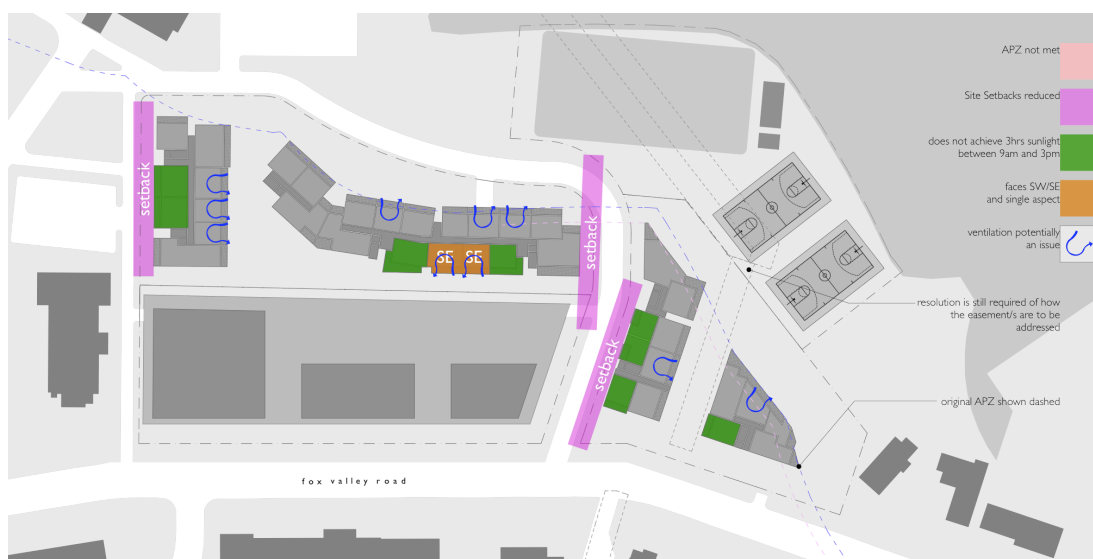 APZ not met
Site Setbacks reduced
does not achieve 3hrs sunlight
between 9am and 3pm
faces SW/SE
and single aspect
ventilation potentially
an issue
setback
setback
SE SE
setback
resolution is still required of how
the easement/s are to be
addressed
original APZ shown dashed
fox valley road